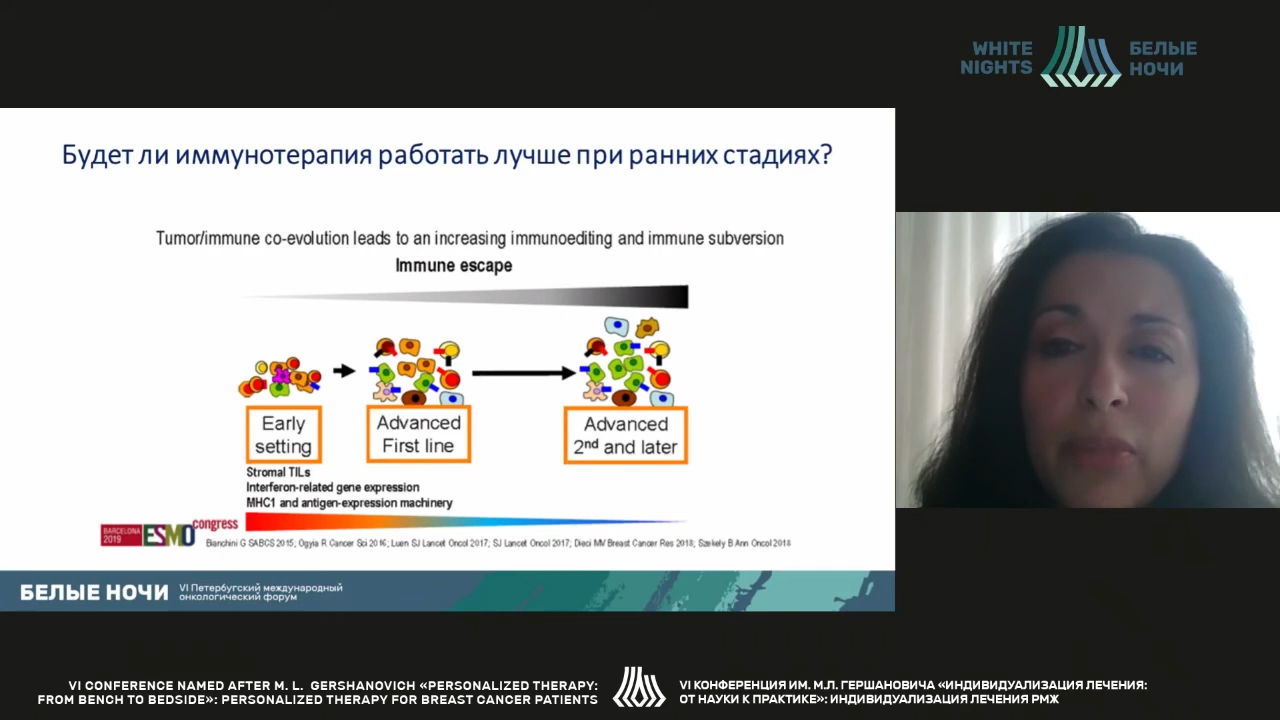 WHITE
NIGHTS
БЕЛЫЕ
НОЧИ
Будет ли иммунотерапия работать лучше при ранних стадиях?
Tumor/immune co-evolution leads to an increasing immunoediting and immune subversion
Immune escape
Early
setting
Advanced
First line
Advanced
2nd and later
Stromal TILs
Interferon-related gene expression
MHC1 and antigen-expression machinery
BARCELONA
2019
ESMO congress
Bianchini G SABCS 2015; Ogyia R Cancer Sci 2016; Luen SJ Lancet Oncol 2017; SJ Lancet Oncol 2017; Dieci MV Breast Cancer Res 2018; Szekely B Ann Oncol 2018
БЕЛЫЕ НОЧИ
VI Петербугский международный
онкологический форум
VI CONFERENCE NAMED AFTER M. L. GERSHANOVICH «PERSONALIZED THERAPY:
FROM BENCH TO BEDSIDE»: PERSONALIZED THERAPY FOR BREAST CANCER PATIENTS
VI КОНФЕРЕНЦИЯ ИМ. М.Л. ГЕРШАНОВИЧА «ИНДИВИДУАЛИЗАЦИЯ ЛЕЧЕНИЯ:
ОТ НАУКИ К ПРАКТИКЕ»: ИНДИВИДУАЛИЗАЦИЯ ЛЕЧЕНИЯ РМЖ